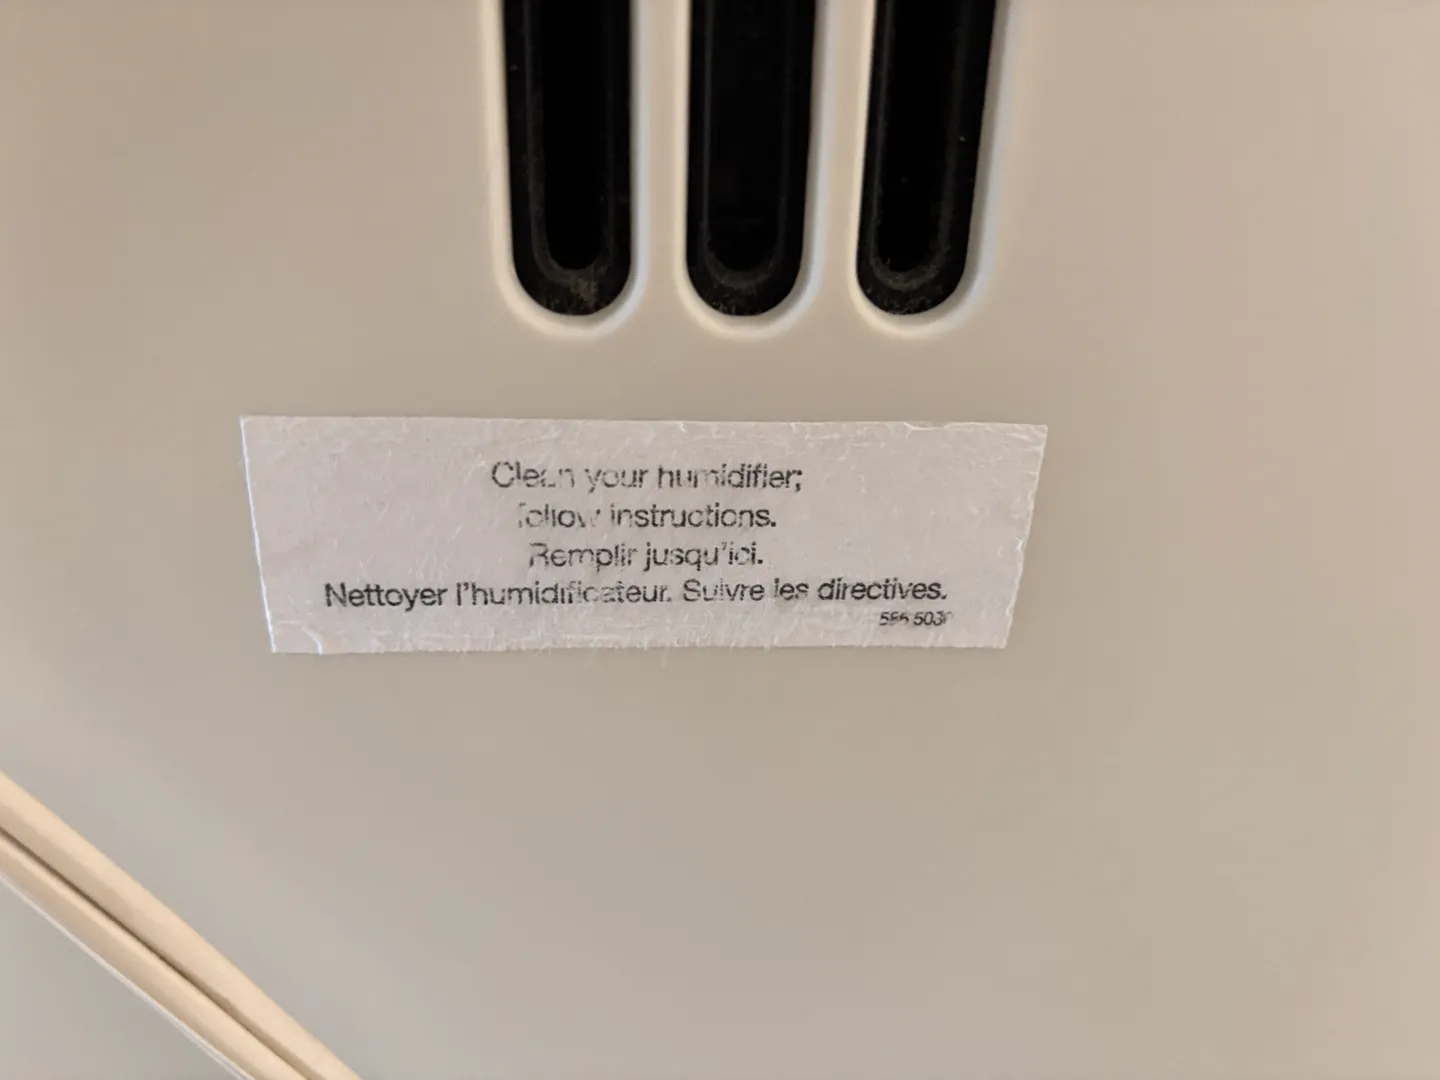 Clean your humidifier;
follow instructions.
Remplir jusqu'ici.
Nettoyer l'humidificateur. Suivre les directives.